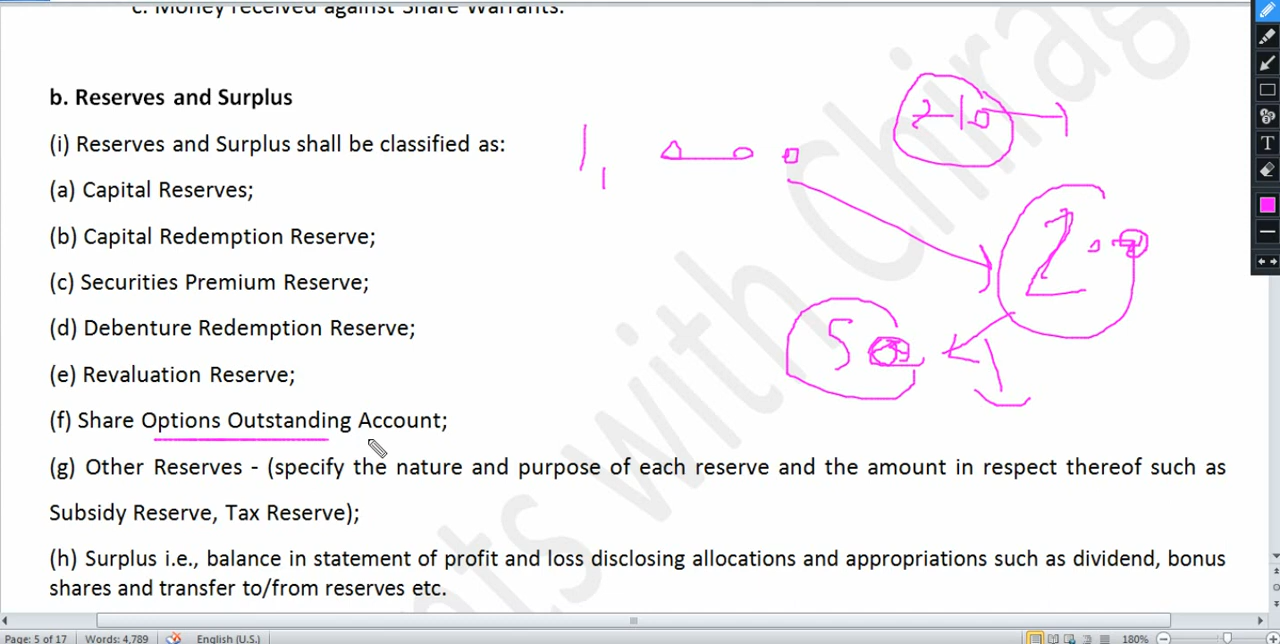 c. Money received against Share Warrants.
b. Reserves and Surplus
(i) Reserves and Surplus shall be classified as:
(a) Capital Reserves;
(b) Capital Redemption Reserve;
(c) Securities Premium Reserve;
(d) Debenture Redemption Reserve;
(e) Revaluation Reserve;
(f) Share Options Outstanding Account;
(g) Other Reserves - (specify the nature and purpose of each reserve and the amount in respect thereof such as
Subsidy Reserve, Tax Reserve);
(h) Surplus i.e., balance in statement of profit and loss disclosing allocations and appropriations such as dividend, bonus
shares and transfer to/from reserves etc.
Page: 5 of 17 Words: 4,789 English (U.S.) 180%